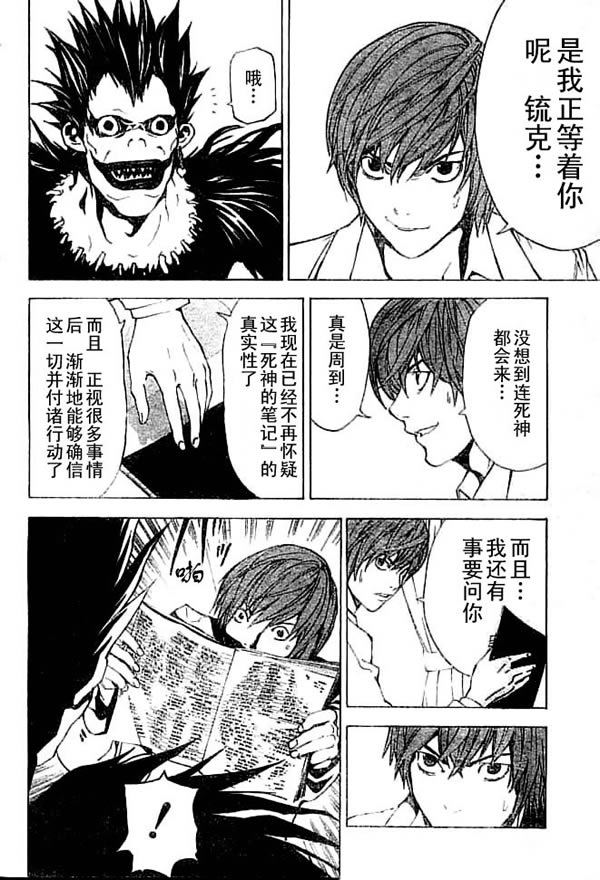 是我正等着你
呢 锍克…
哦…
没想到连死神
都会来…
真是周到…
我现在已经不再怀疑
这『死神的笔记』的
真实性了
而且 正视很多事情
后 渐渐地能够确信
这一切并付诸行动了
而且…
我还有
事要问你
啪
！